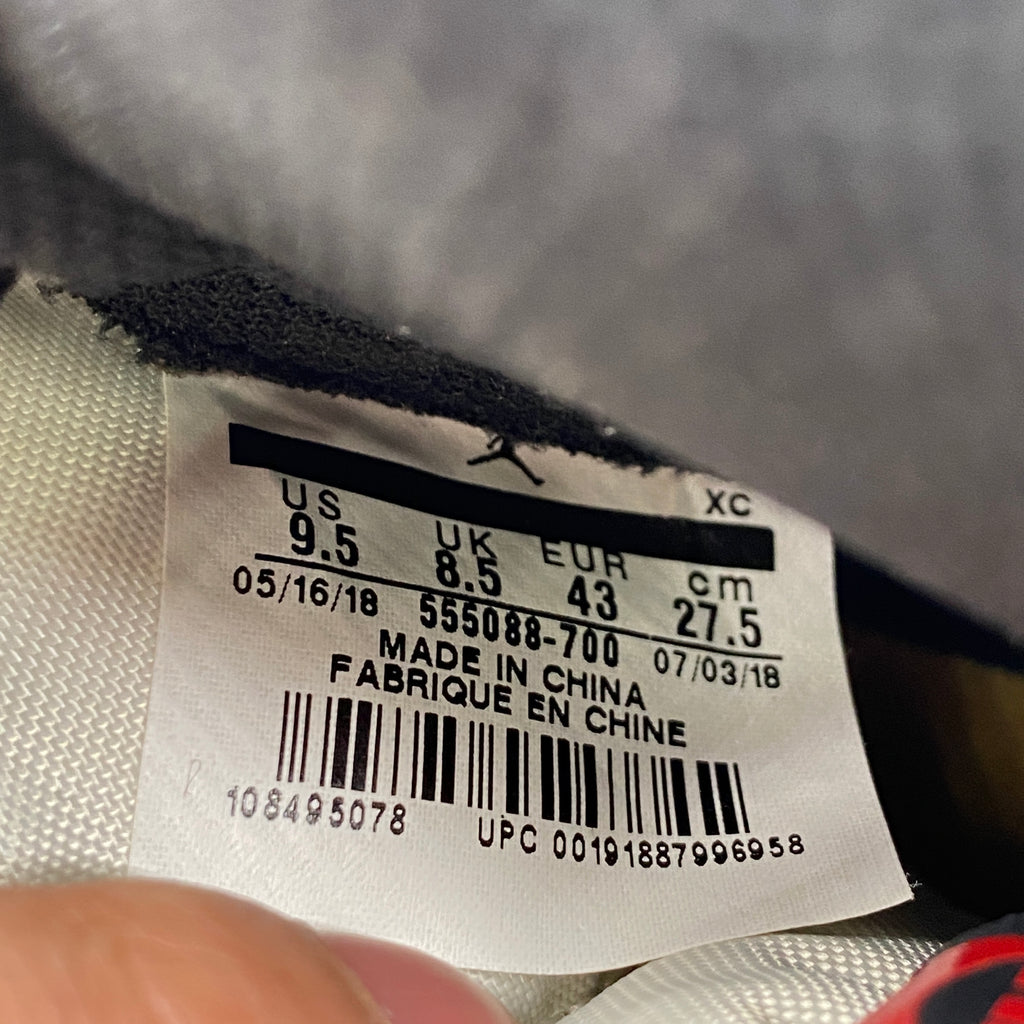 XC
US UK EUR cm
9.5 8.5 43 27.5
05/16/18 555088-700 07/03/18
MADE IN CHINA
FABRIQUE EN CHINE
108495078 UPC 00191887996958